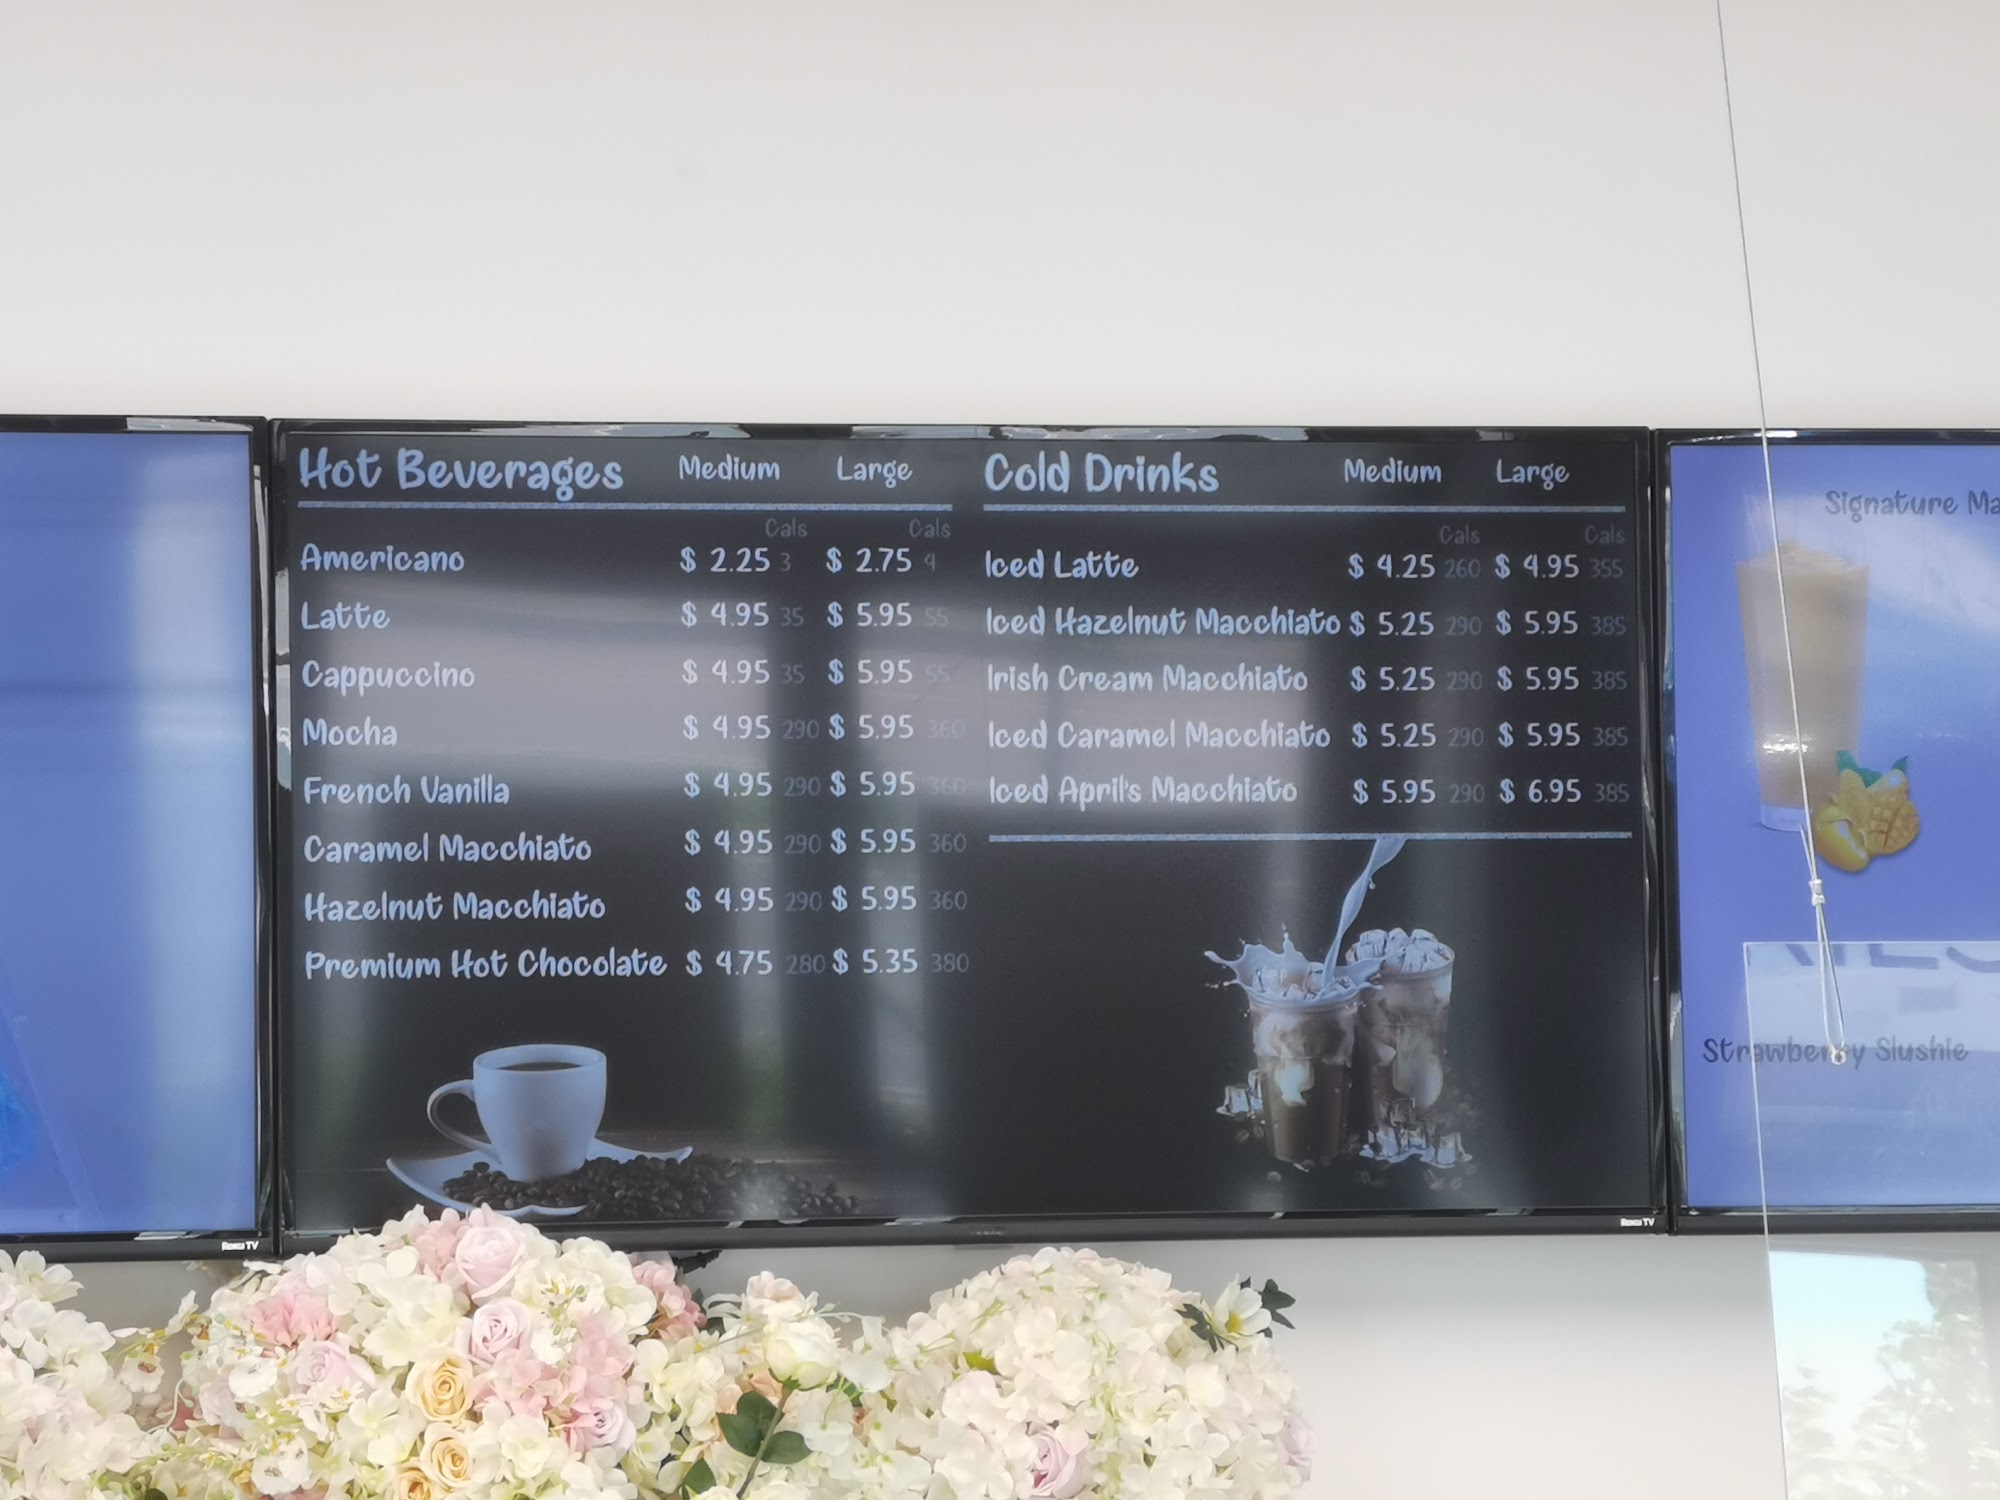 Hot Beverages Medium Large
Cals Cals
Americano $ 2.25 3 $ 2.75 4
Latte $ 4.95 35 $ 5.95 55
Cappuccino $ 4.95 35 $ 5.95 55
Mocha $ 4.95 290 $ 5.95 360
French Vanilla $ 4.95 290 $ 5.95 360
Caramel Macchiato $ 4.95 290 $ 5.95 360
Hazelnut Macchiato $ 4.95 290 $ 5.95 360
Premium Hot Chocolate $ 4.75 280 $ 5.35 380
Cold Drinks Medium Large
Cals Cals
Iced Latte $ 4.25 260 $ 4.95 355
Iced Hazelnut Macchiato $ 5.25 290 $ 5.95 385
Irish Cream Macchiato $ 5.25 290 $ 5.95 385
Iced Caramel Macchiato $ 5.25 290 $ 5.95 385
Iced April's Macchiato $ 5.95 290 $ 6.95 385
Signature Ma
Strawberry Slushie
Roku TV
Roku TV